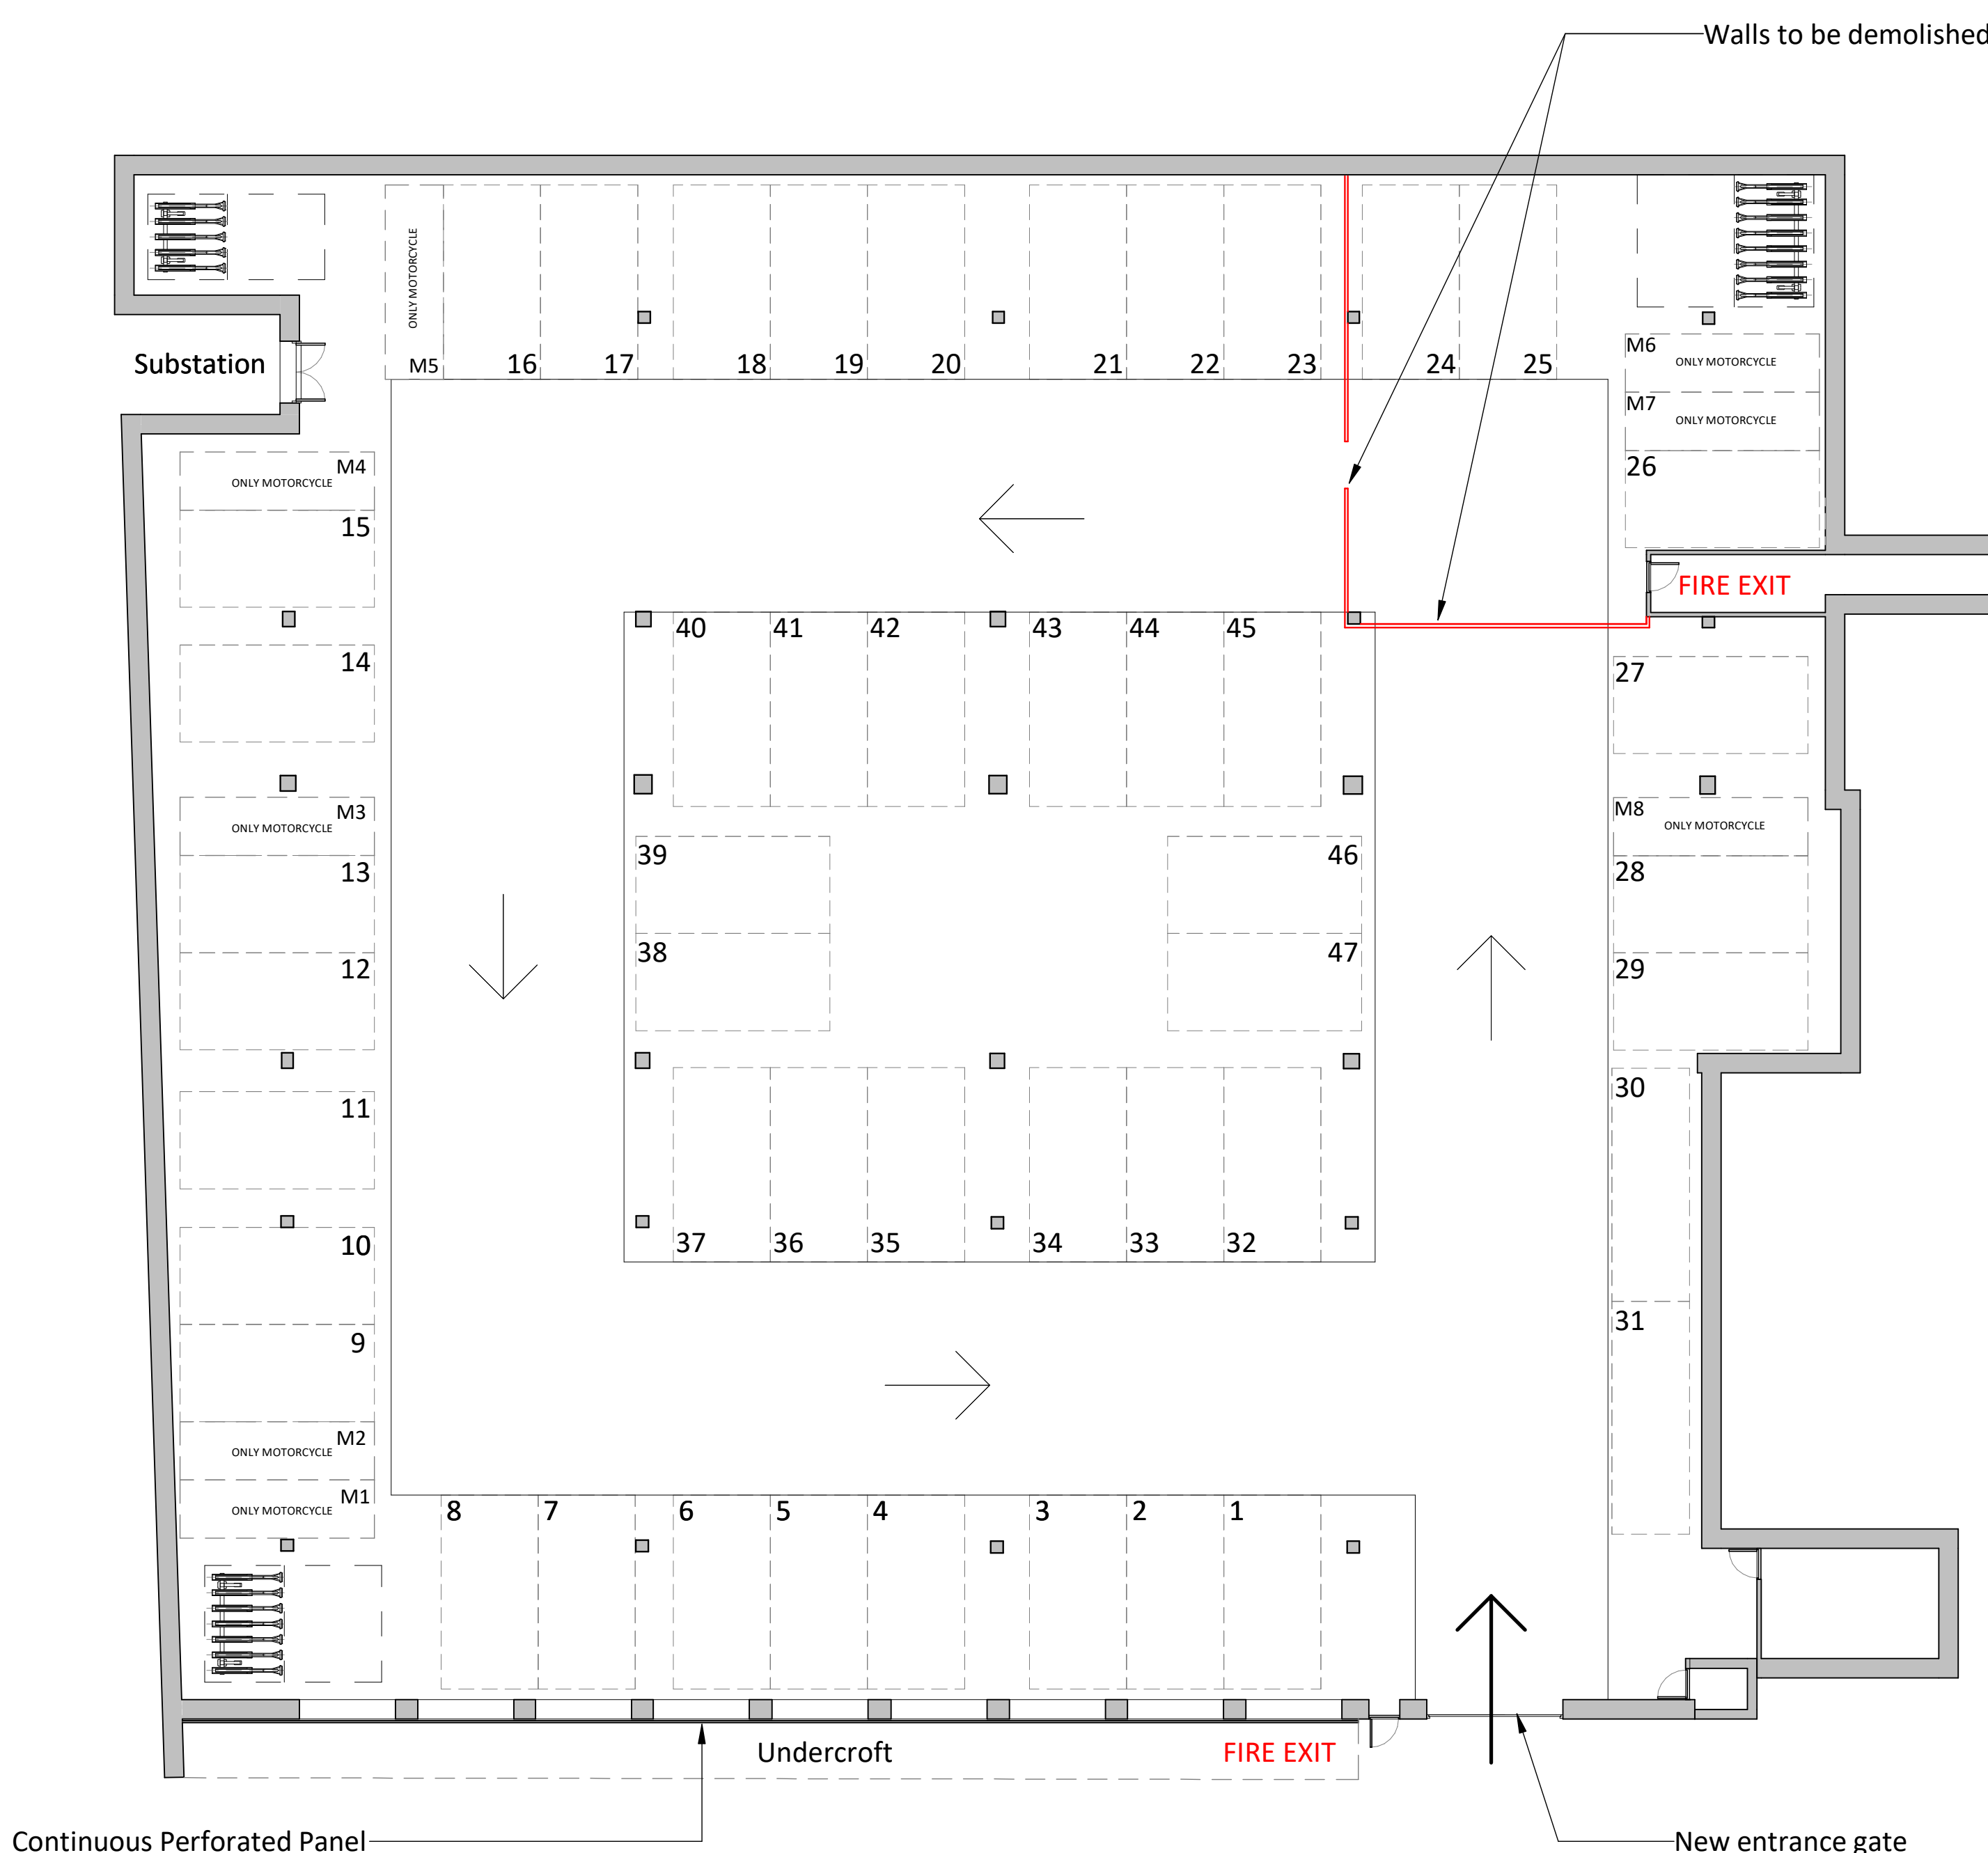 Walls to be demolished
ONLY MOTORCYCLE
M5 16 17 18 19 20 21 22 23 24 25
Substation
M6
ONLY MOTORCYCLE
M7
ONLY MOTORCYCLE
26
M4
ONLY MOTORCYCLE
15
FIRE EXIT
40 41 42 43 44 45
14
27
M3
ONLY MOTORCYCLE
M8
ONLY MOTORCYCLE
13
39
46
28
12
38
47
29
11
30
10
37 36 35 34 33 32
31
9
M2
ONLY MOTORCYCLE
M1
ONLY MOTORCYCLE
8 7 6 5 4 3 2 1
Undercroft
FIRE EXIT
Continuous Perforated Panel
New entrance gate